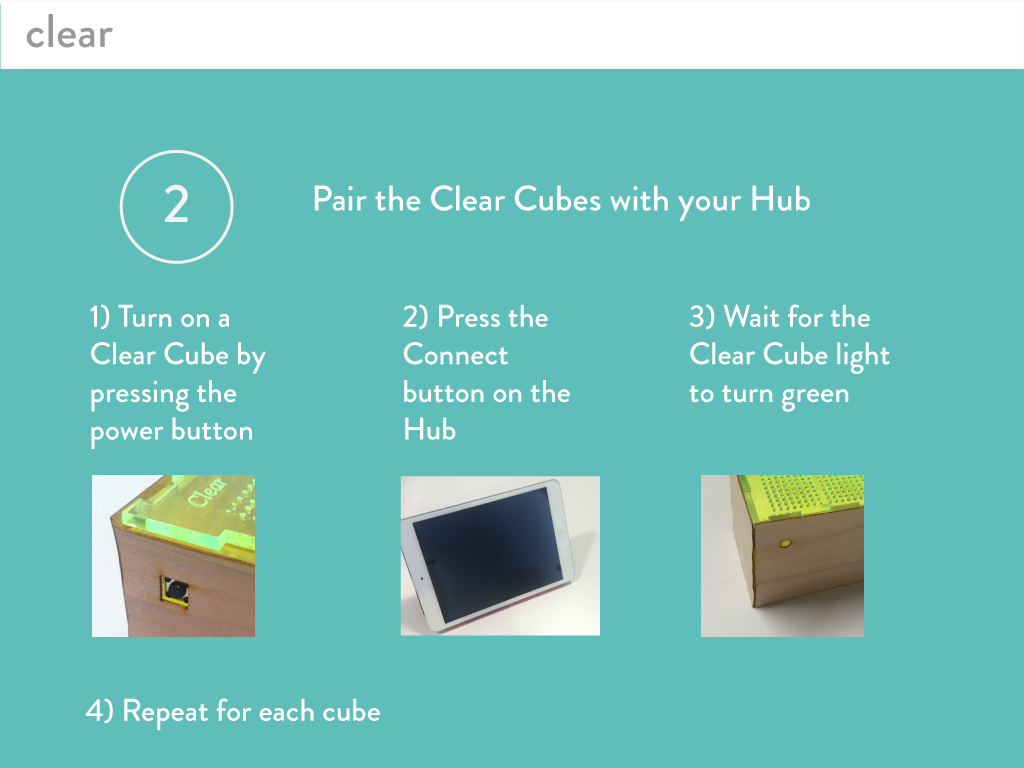 clear
2
Pair the Clear Cubes with your Hub
1) Turn on a
Clear Cube by
pressing the
power button
2) Press the
Connect
button on the
Hub
3) Wait for the
Clear Cube light
to turn green
Clear
4) Repeat for each cube